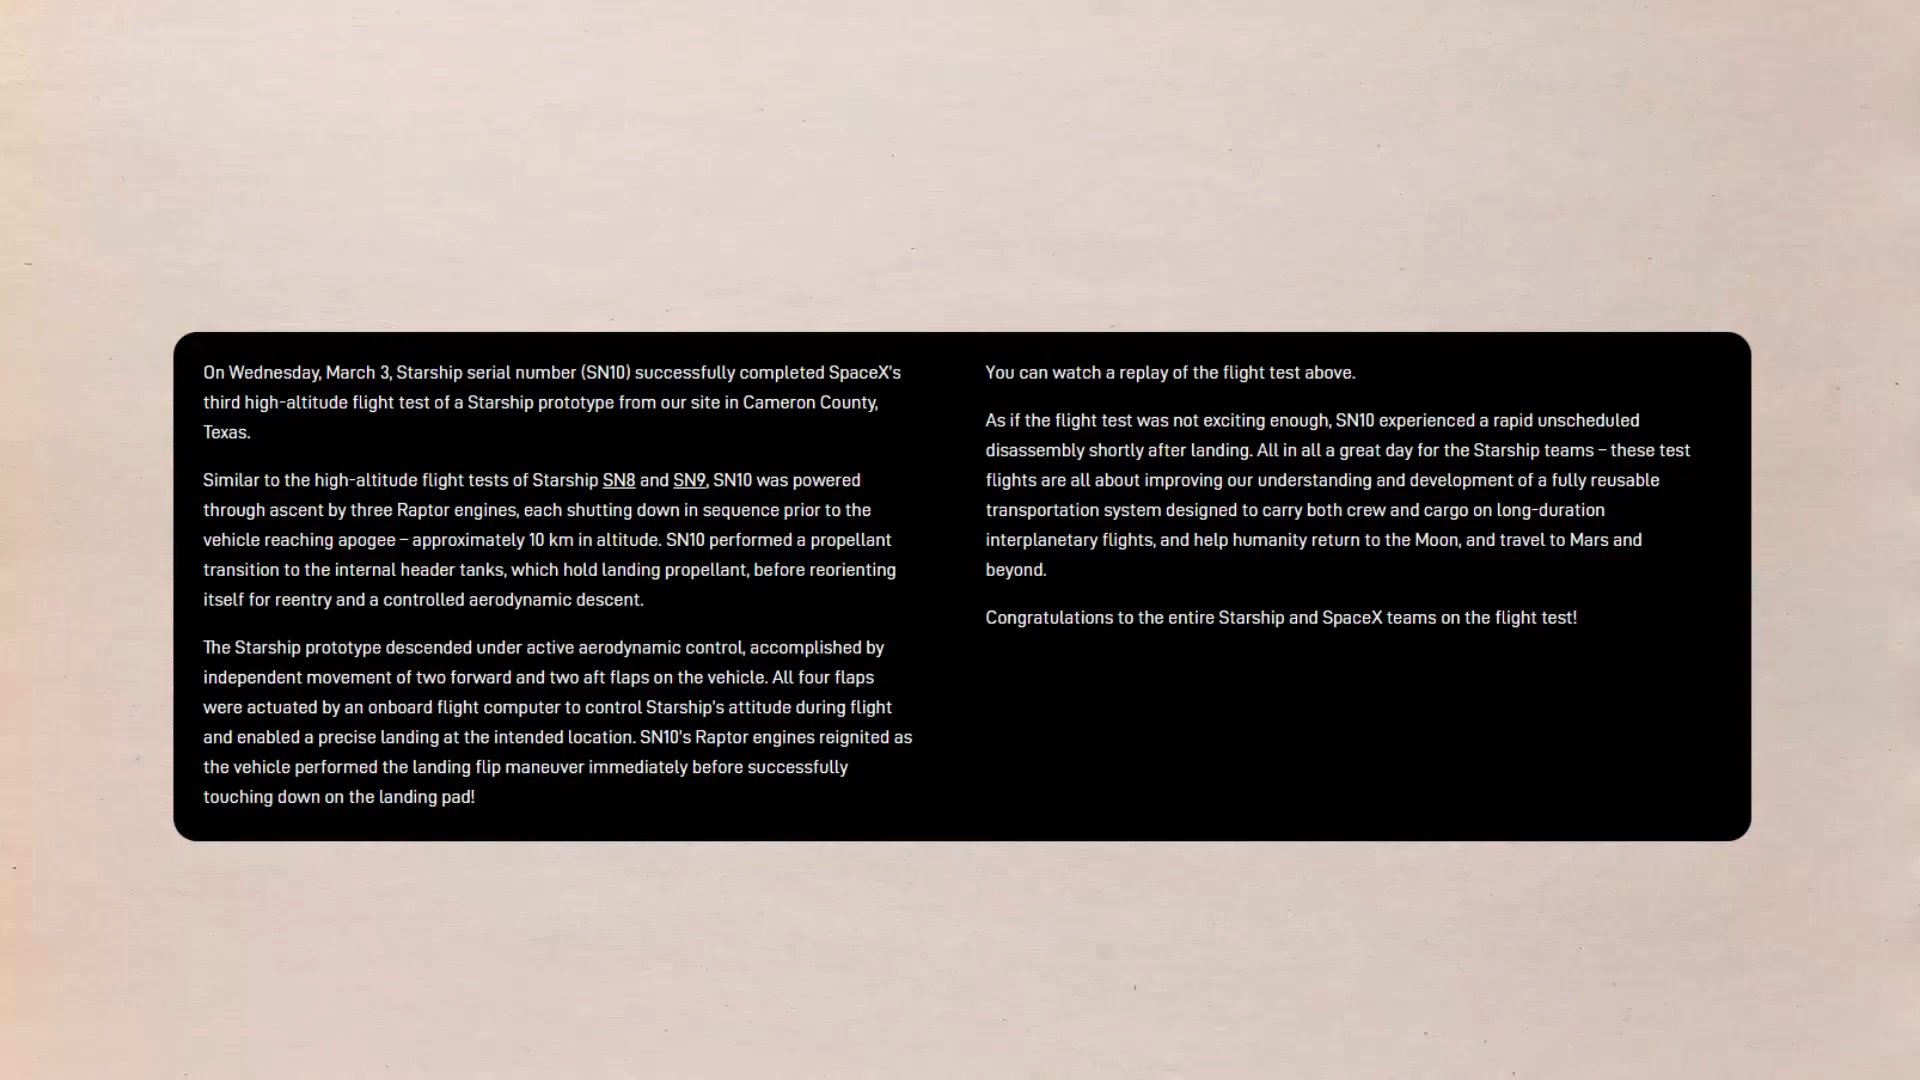 On Wednesday, March 3, Starship serial number (SN10) successfully completed SpaceX's
third high-altitude flight test of a Starship prototype from our site in Cameron County,
Texas.
Similar to the high-altitude flight tests of Starship SN8 and SN9, SN10 was powered
through ascent by three Raptor engines, each shutting down in sequence prior to the
vehicle reaching apogee – approximately 10 km in altitude. SN10 performed a propellant
transition to the internal header tanks, which hold landing propellant, before reorienting
itself for reentry and a controlled aerodynamic descent.
The Starship prototype descended under active aerodynamic control, accomplished by
independent movement of two forward and two aft flaps on the vehicle. All four flaps
were actuated by an onboard flight computer to control Starship's attitude during flight
and enabled a precise landing at the intended location. SN10's Raptor engines reignited as
the vehicle performed the landing flip maneuver immediately before successfully
touching down on the landing pad!
You can watch a replay of the flight test above.
As if the flight test was not exciting enough, SN10 experienced a rapid unscheduled
disassembly shortly after landing. All in all a great day for the Starship teams – these test
flights are all about improving our understanding and development of a fully reusable
transportation system designed to carry both crew and cargo on long-duration
interplanetary flights, and help humanity return to the Moon, and travel to Mars and
beyond.
Congratulations to the entire Starship and SpaceX teams on the flight test!